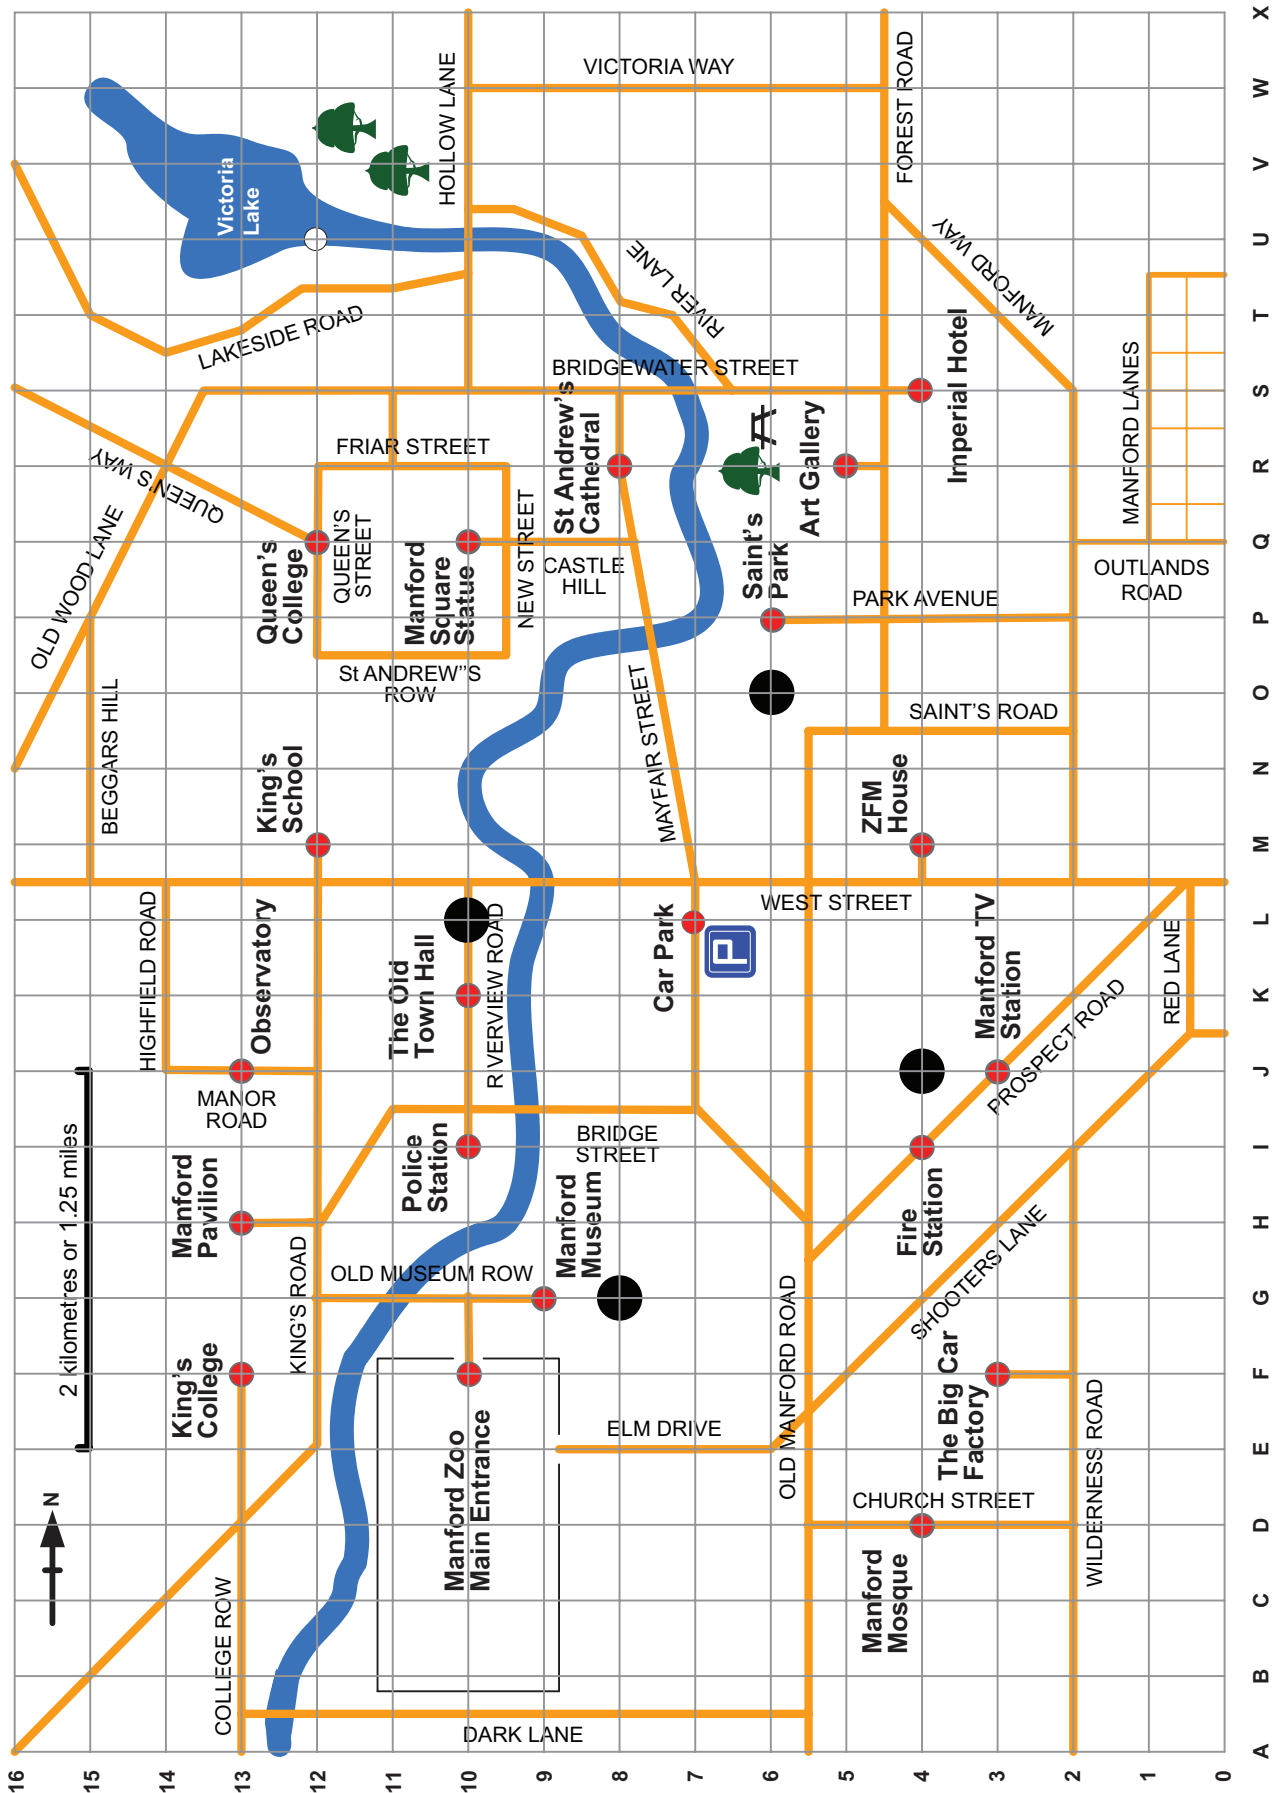 X
W
V
U
T
S
R
Q
P
O
N
M
L
K
J
I
H
G
F
E
D
C
B
A
16
15
14
13
12
11
10
9
8
7
6
5
4
3
2
1
0
N
2 kilometres or 1.25 miles
VICTORIA WAY
HOLLOW LANE
FOREST ROAD
Victoria
Lake
MANFORD WAY
RIVER LANE
LAKESIDE ROAD
BRIDGEWATER STREET
Imperial Hotel
MANFORD LANES
QUEEN'S WAY
FRIAR STREET
St Andrew's
Cathedral
Art Gallery
OLD WOOD LANE
Queen's
College
QUEEN'S
STREET
Manford
Square
Statue
NEW STREET
CASTLE
HILL
Saint's
Park
PARK AVENUE
OUTLANDS
ROAD
St ANDREW''S
ROW
BEGGARS HILL
MAYFAIR STREET
SAINT'S ROAD
King's
School
ZFM
House
HIGHFIELD ROAD
Observatory
The Old
Town Hall
RIVERVIEW ROAD
Car Park
P
WEST STREET
Manford TV
Station
RED LANE
PROSPECT ROAD
MANOR
ROAD
Manford
Pavilion
Police
Station
BRIDGE
STREET
Manford
Museum
Fire
Station
SHOOTERS LANE
KING'S ROAD
OLD MUSEUM ROW
OLD MANFORD ROAD
King's
College
Manford Zoo
Main Entrance
ELM DRIVE
The Big Car
Factory
CHURCH STREET
WILDERNESS ROAD
Manford
Mosque
COLLEGE ROW
DARK LANE